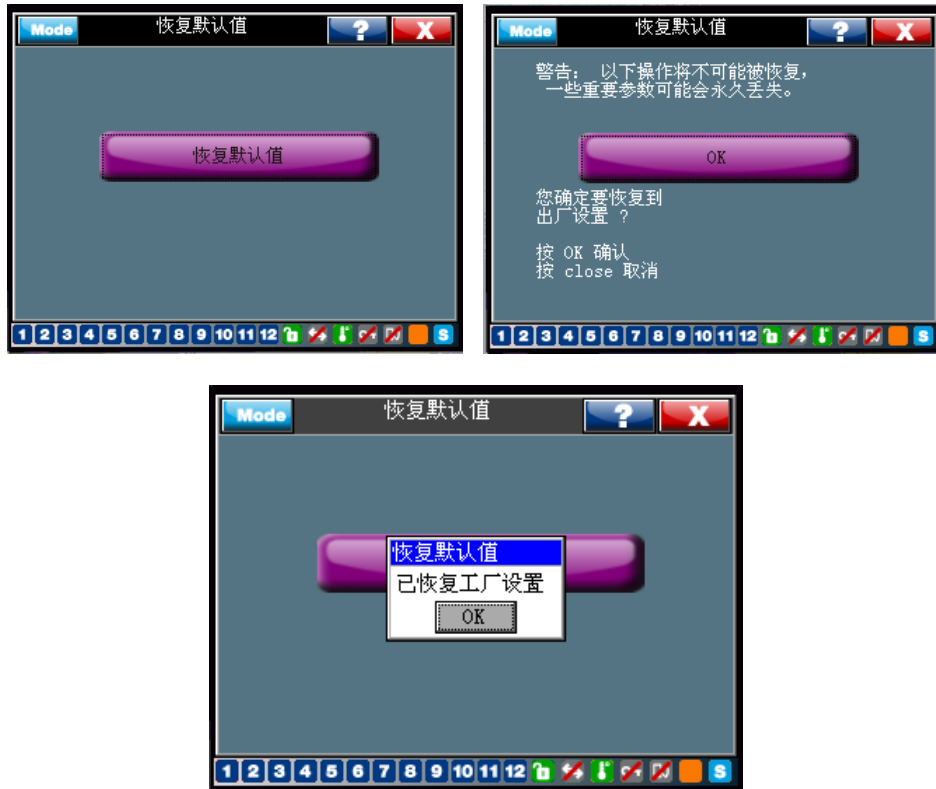 Mode 恢复默认值 ? X
恢复默认值
1 2 3 4 5 6 7 8 9 10 11 12 S
Mode 恢复默认值 ? X
警告： 以下操作将不可能被恢复，
一些重要参数可能会永久丢失。
OK
您确定要恢复到
出厂设置 ？
按 OK 确认
按 close 取消
1 2 3 4 5 6 7 8 9 10 11 12 S
Mode 恢复默认值 ? X
恢复默认值
已恢复工厂设置
OK
1 2 3 4 5 6 7 8 9 10 11 12 S